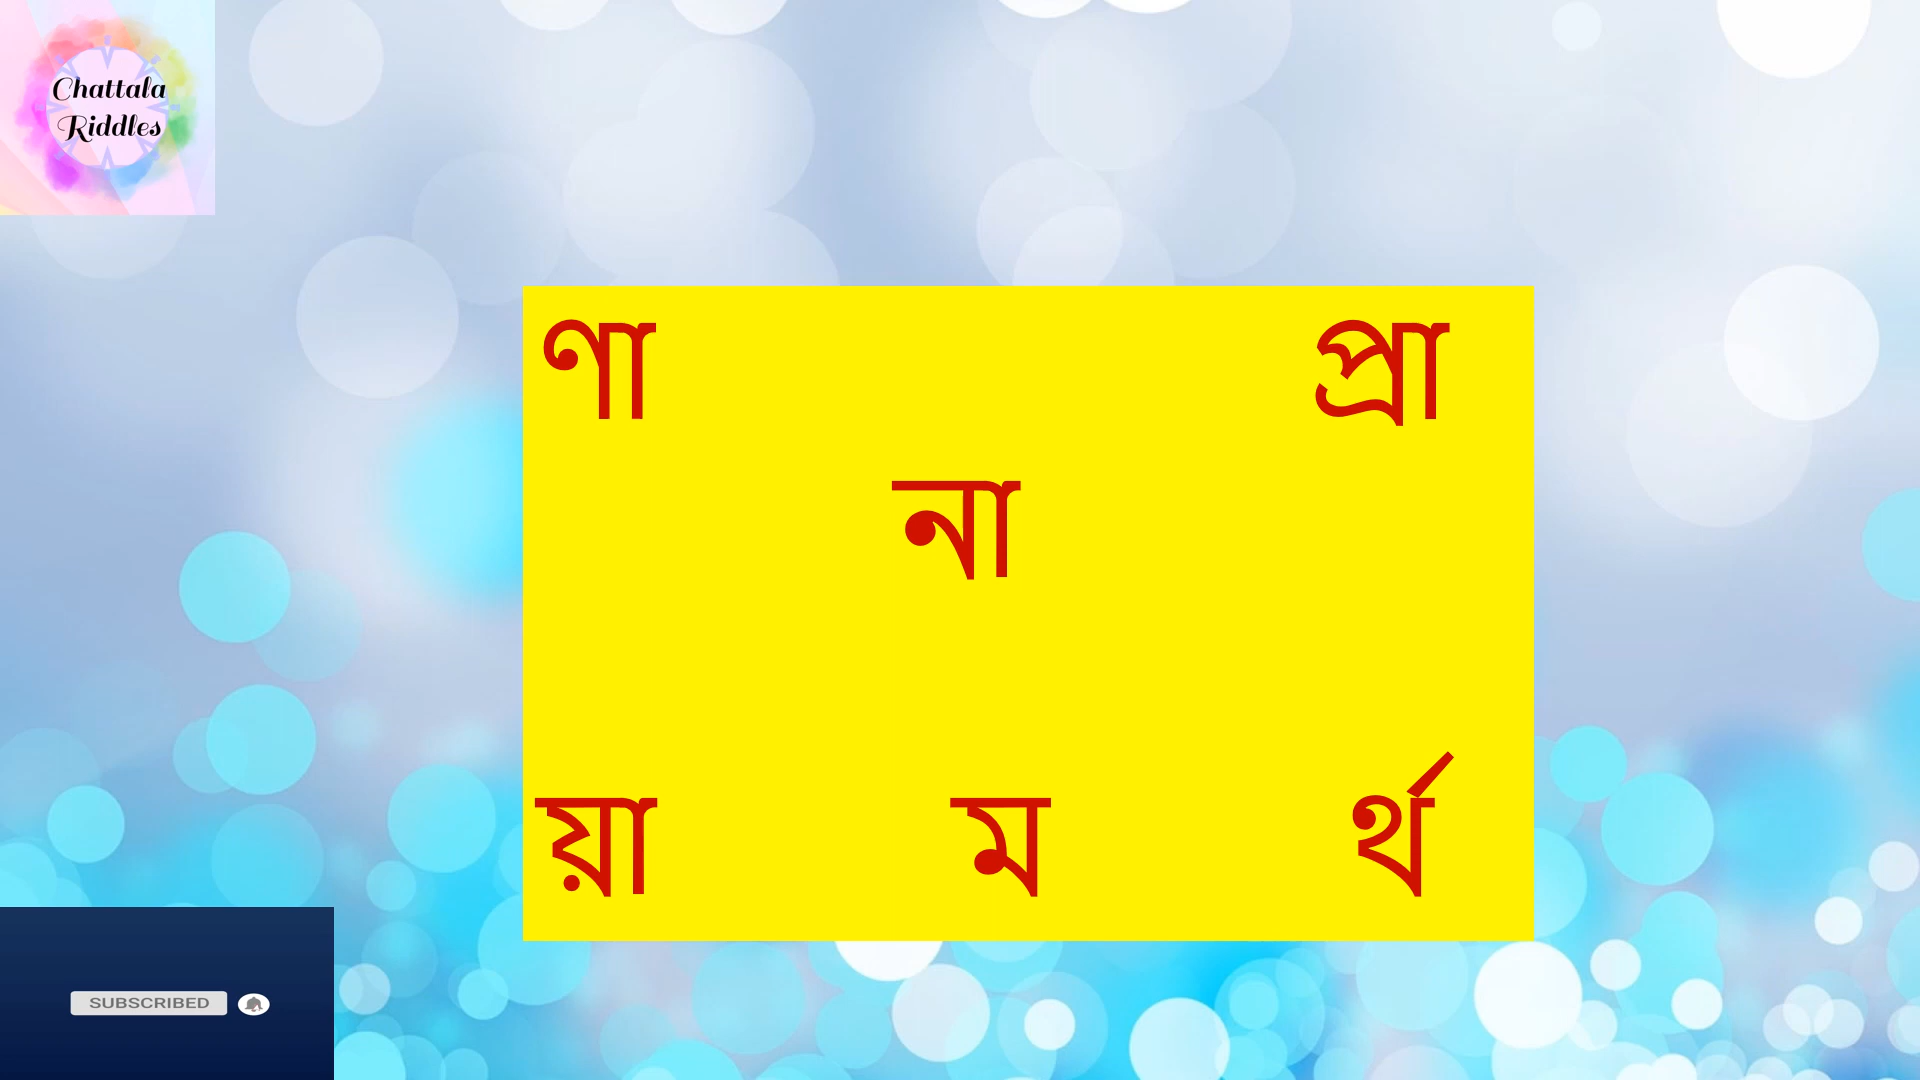 Chattala
Riddles
ণা প্রা
না
য়া ম র্থ
SUBSCRIBED